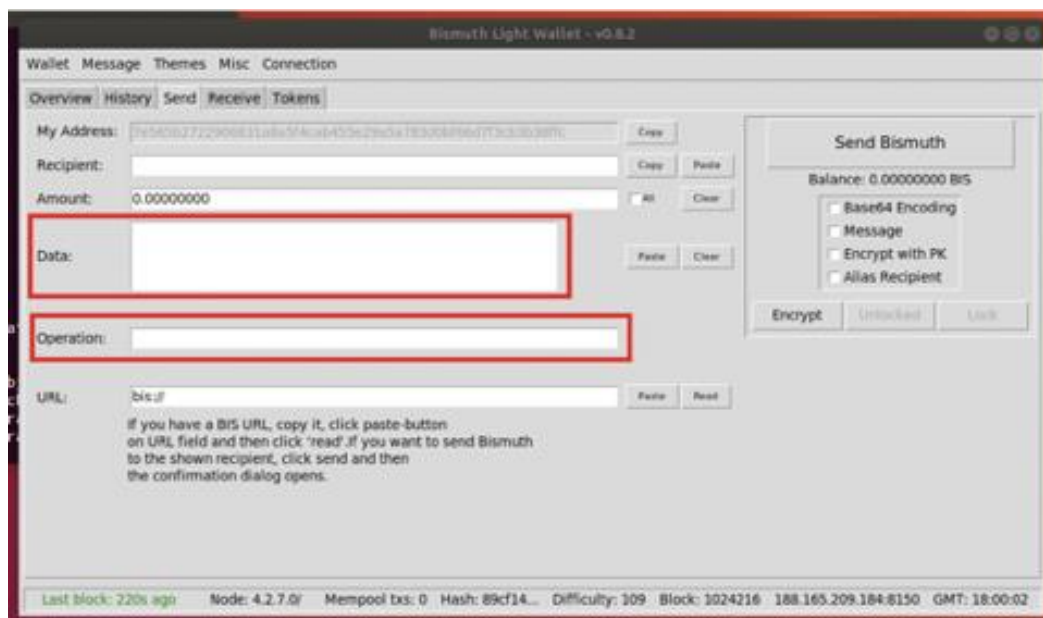 Bismuth Light Wallet - v0.8.2
Wallet Message Themes Misc Connection
Overview History Send Receive Tokens
My Address: Copy
Recipient: Copy Paste
Amount: 0.00000000 All Clear
Data: Paste Clear
Operation:
URL: bis:// Paste Read
If you have a BIS URL, copy it, click paste-button
on URL field and then click 'read'.If you want to send Bismuth
to the shown recipient, click send and then
the confirmation dialog opens.
Send Bismuth
Balance: 0.00000000 BIS
Base64 Encoding
Message
Encrypt with PK
Alias Recipient
Encrypt Unlocked Lock
Last block: 220s ago Node: 4.2.7.0/ Mempool txs: 0 Hash: 89cf14... Difficulty: 109 Block: 1024216 188.165.209.184:8150 GMT: 18:00:02